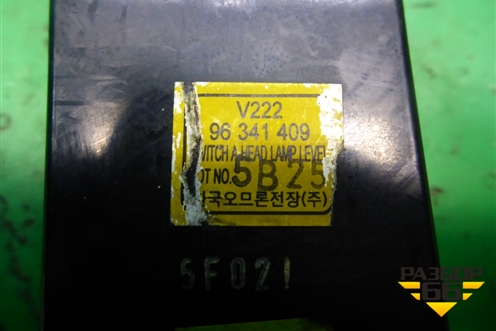 V222
96 341 409
WITCH A HEAD LAMP LEVE
OT NO. 5B25
국오므론전장(주)
5F021
РАЗБОР
66